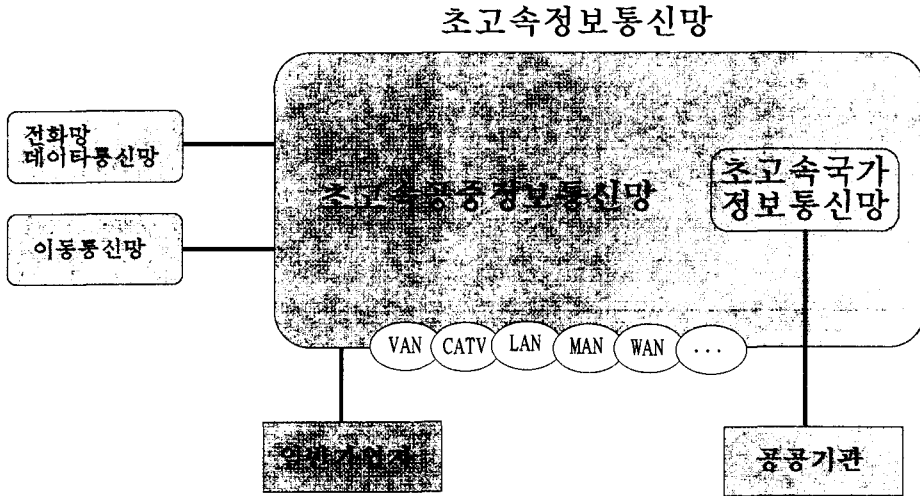 초고속정보통신망
전화망
데이타통신망
이동통신망
초고속공중정보통신망
초고속국가
정보통신망
VAN
CATV
LAN
MAN
WAN
...
일반가입자
공공기관